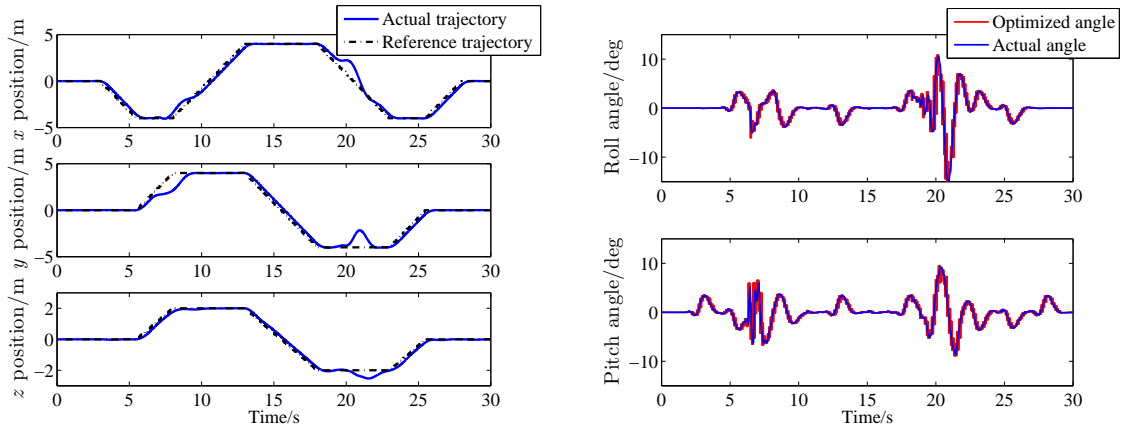 Actual trajectory
Reference trajectory
x position/m
5
0
−5
0 5 10 15 20 25 30
y position/m
5
0
−5
0 5 10 15 20 25 30
z position/m
2
0
−2
0 5 10 15 20 25 30
Time/s
Optimized angle
Actual angle
Roll angle/deg
10
0
−10
0 5 10 15 20 25 30
Pitch angle/deg
10
0
−10
0 5 10 15 20 25 30
Time/s